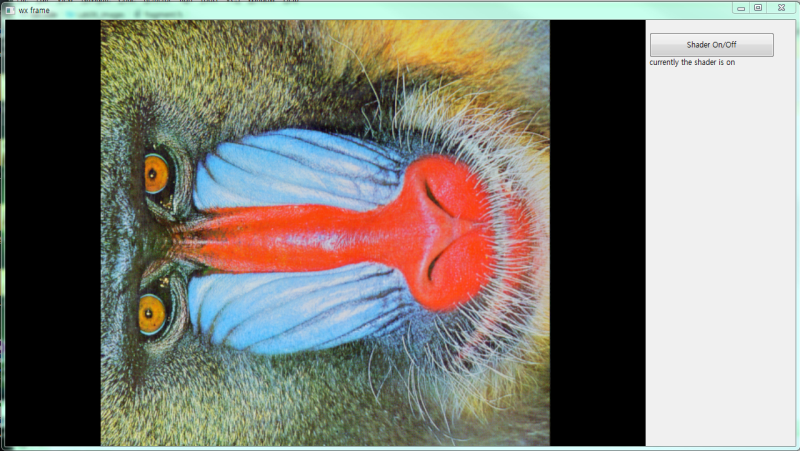 wx frame
Shader On/Off
currently the shader is on